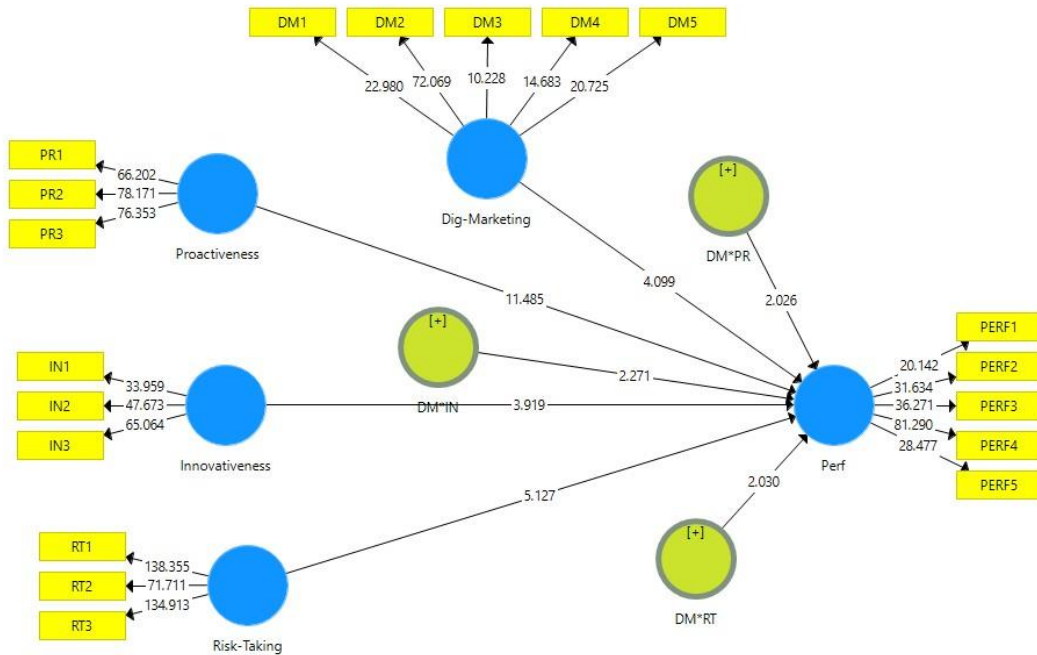 DM1 DM2 DM3 DM4 DM5
22.980 72.069 10.228 14.683 20.725
PR1
PR2
PR3
66.202
78.171
76.353
Proactiveness
Dig-Marketing
[+]
DM*PR
11.485
4.099
2.026
[+]
DM*IN
2.271
IN1
IN2
IN3
33.959
47.673
65.064
Innovativeness
3.919
Perf
20.142
31.634
36.271
81.290
28.477
PERF1
PERF2
PERF3
PERF4
PERF5
5.127
2.030
[+]
DM*RT
RT1
RT2
RT3
138.355
71.711
134.913
Risk-Taking